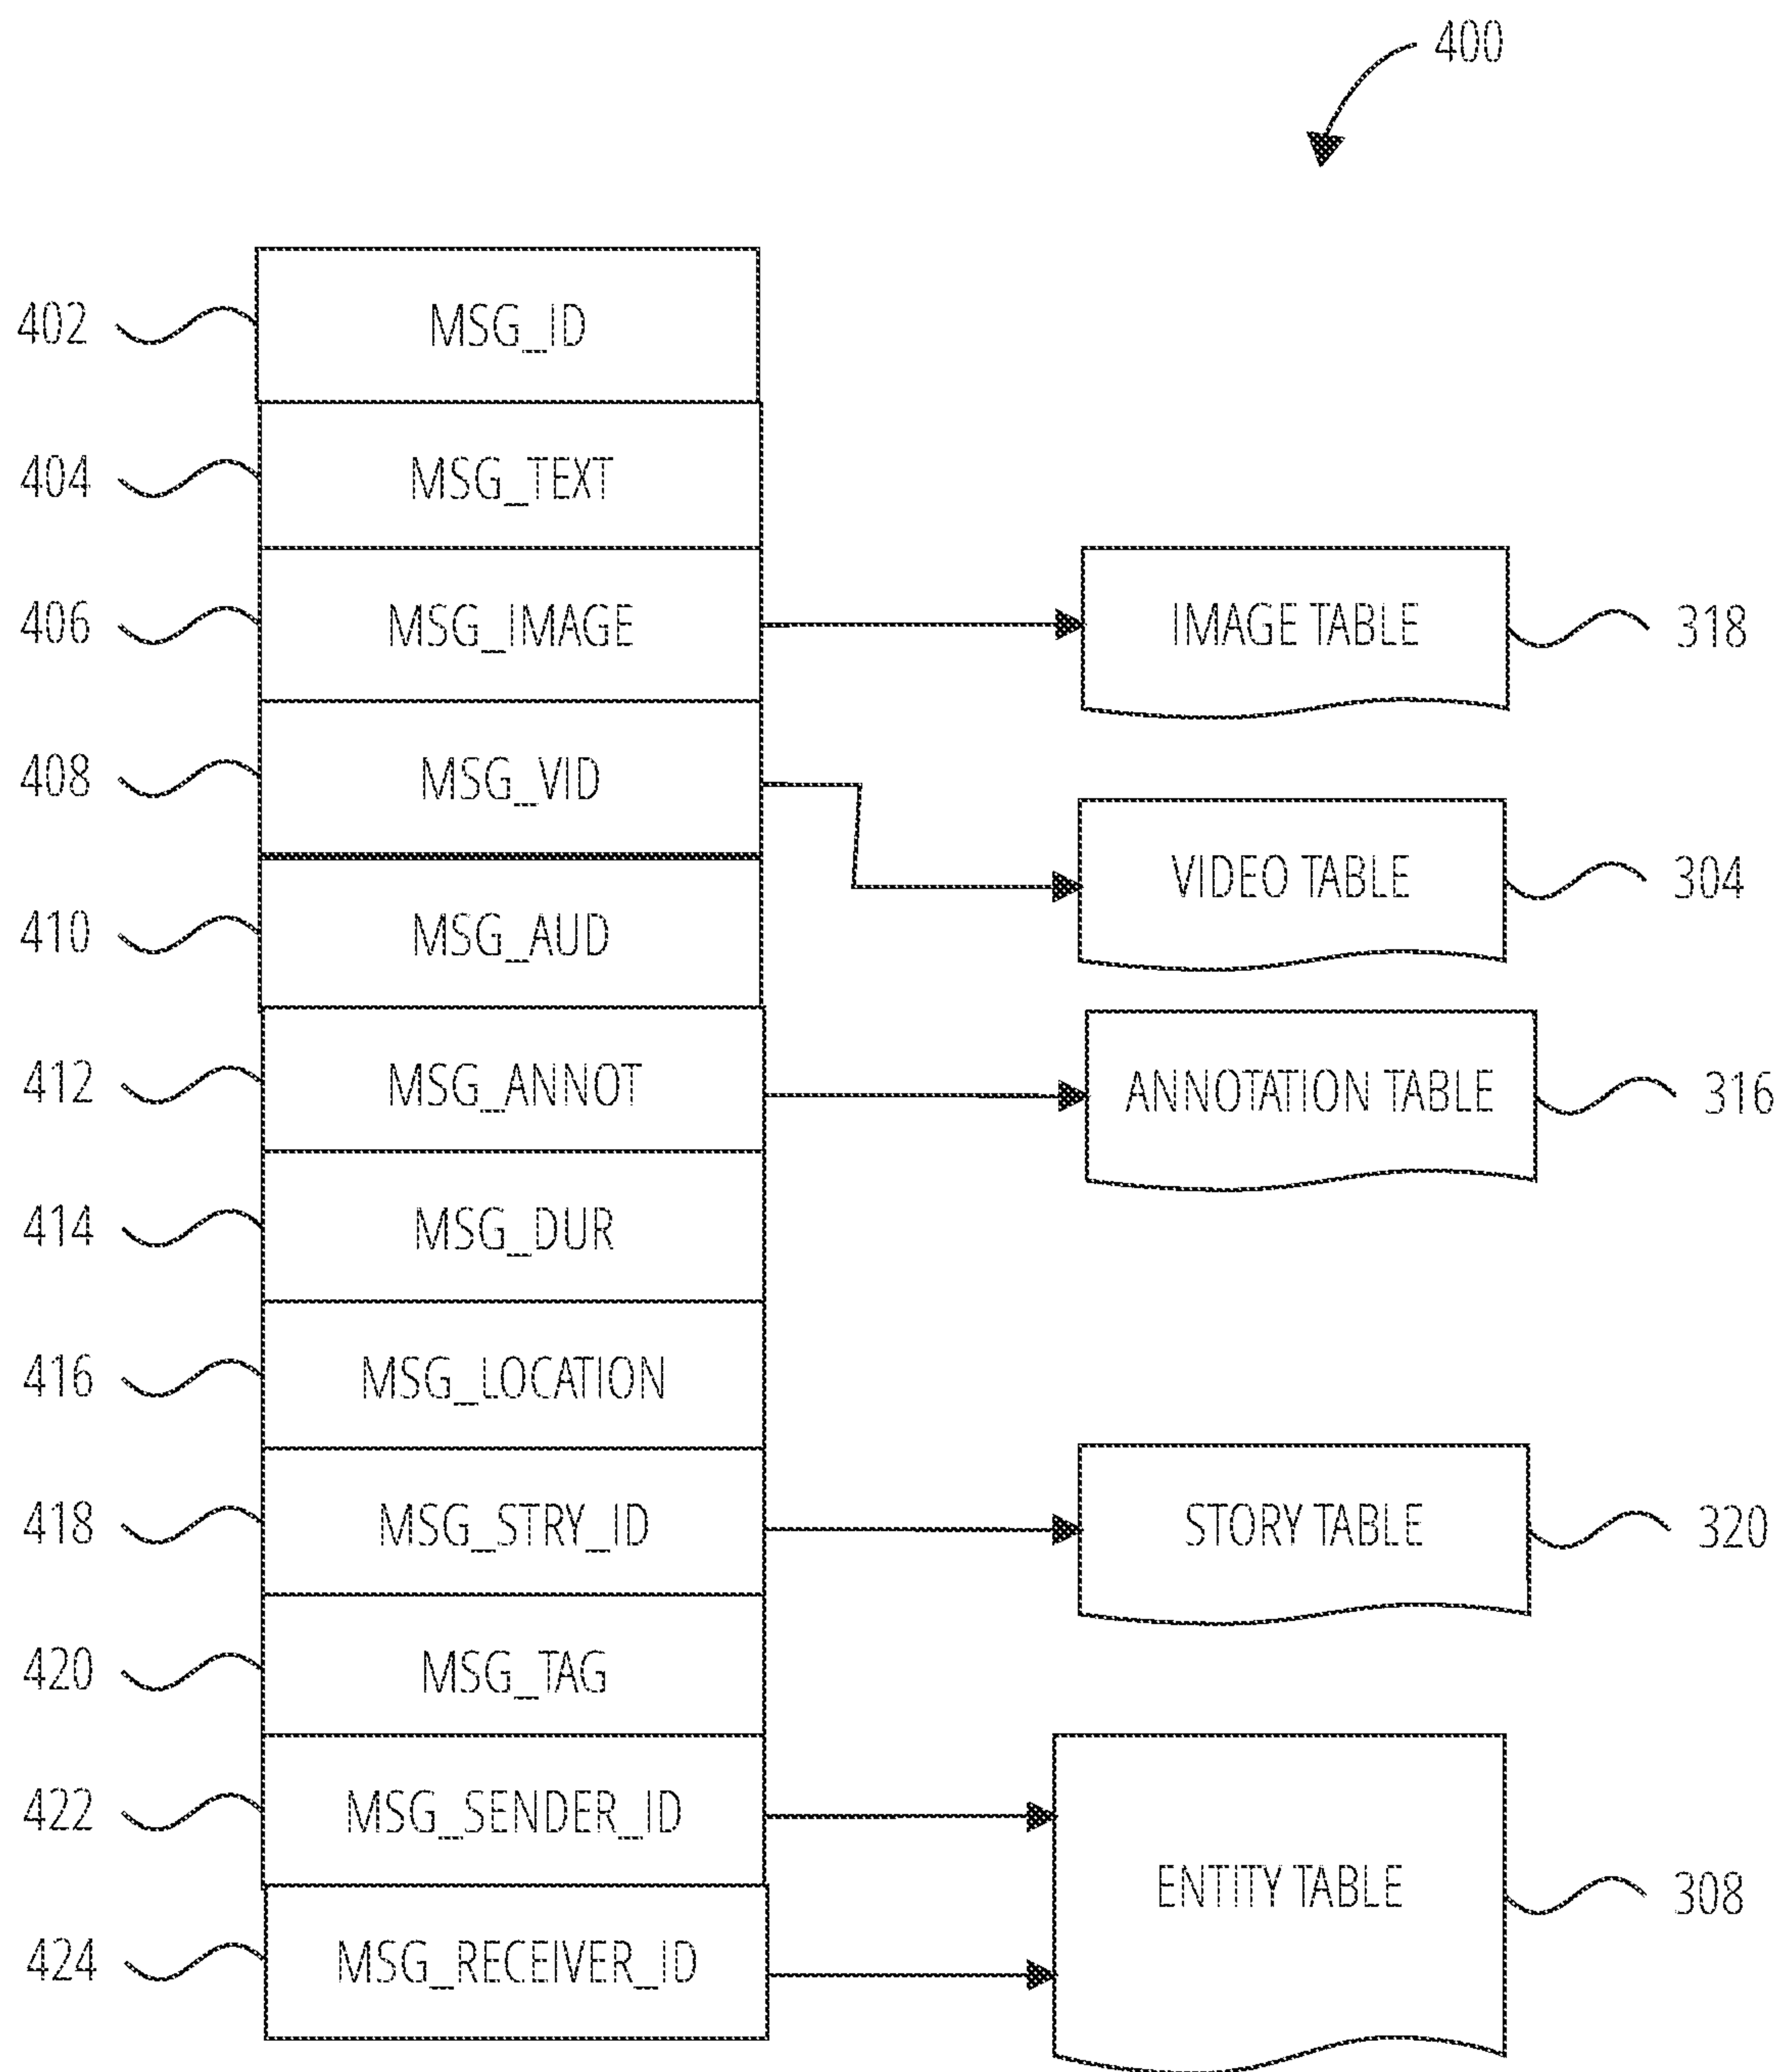 400
402 MSG_ID
404 MSG_TEXT
406 MSG_IMAGE IMAGE TABLE 318
408 MSG_VID VIDEO TABLE 304
410 MSG_AUD
412 MSG_ANNOT ANNOTATION TABLE 316
414 MSG_DUR
416 MSG_LOCATION
418 MSG_STRY_ID STORY TABLE 320
420 MSG_TAG
422 MSG_SENDER_ID
ENTITY TABLE 308
424 MSG_RECEIVER_ID